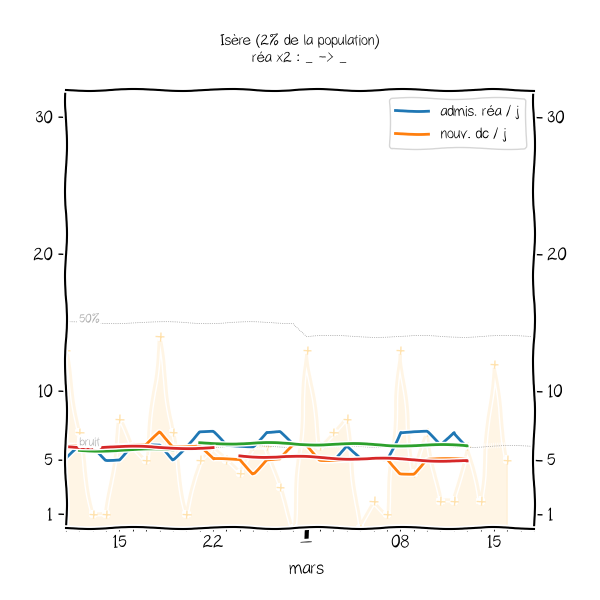 Isère (2% de la population)
réa x2 : _ -> _
admis. réa / j
nouv. dc / j
30
30
20
20
50%
10
10
bruit
5
5
1
1
15
22
1
08
15
mars